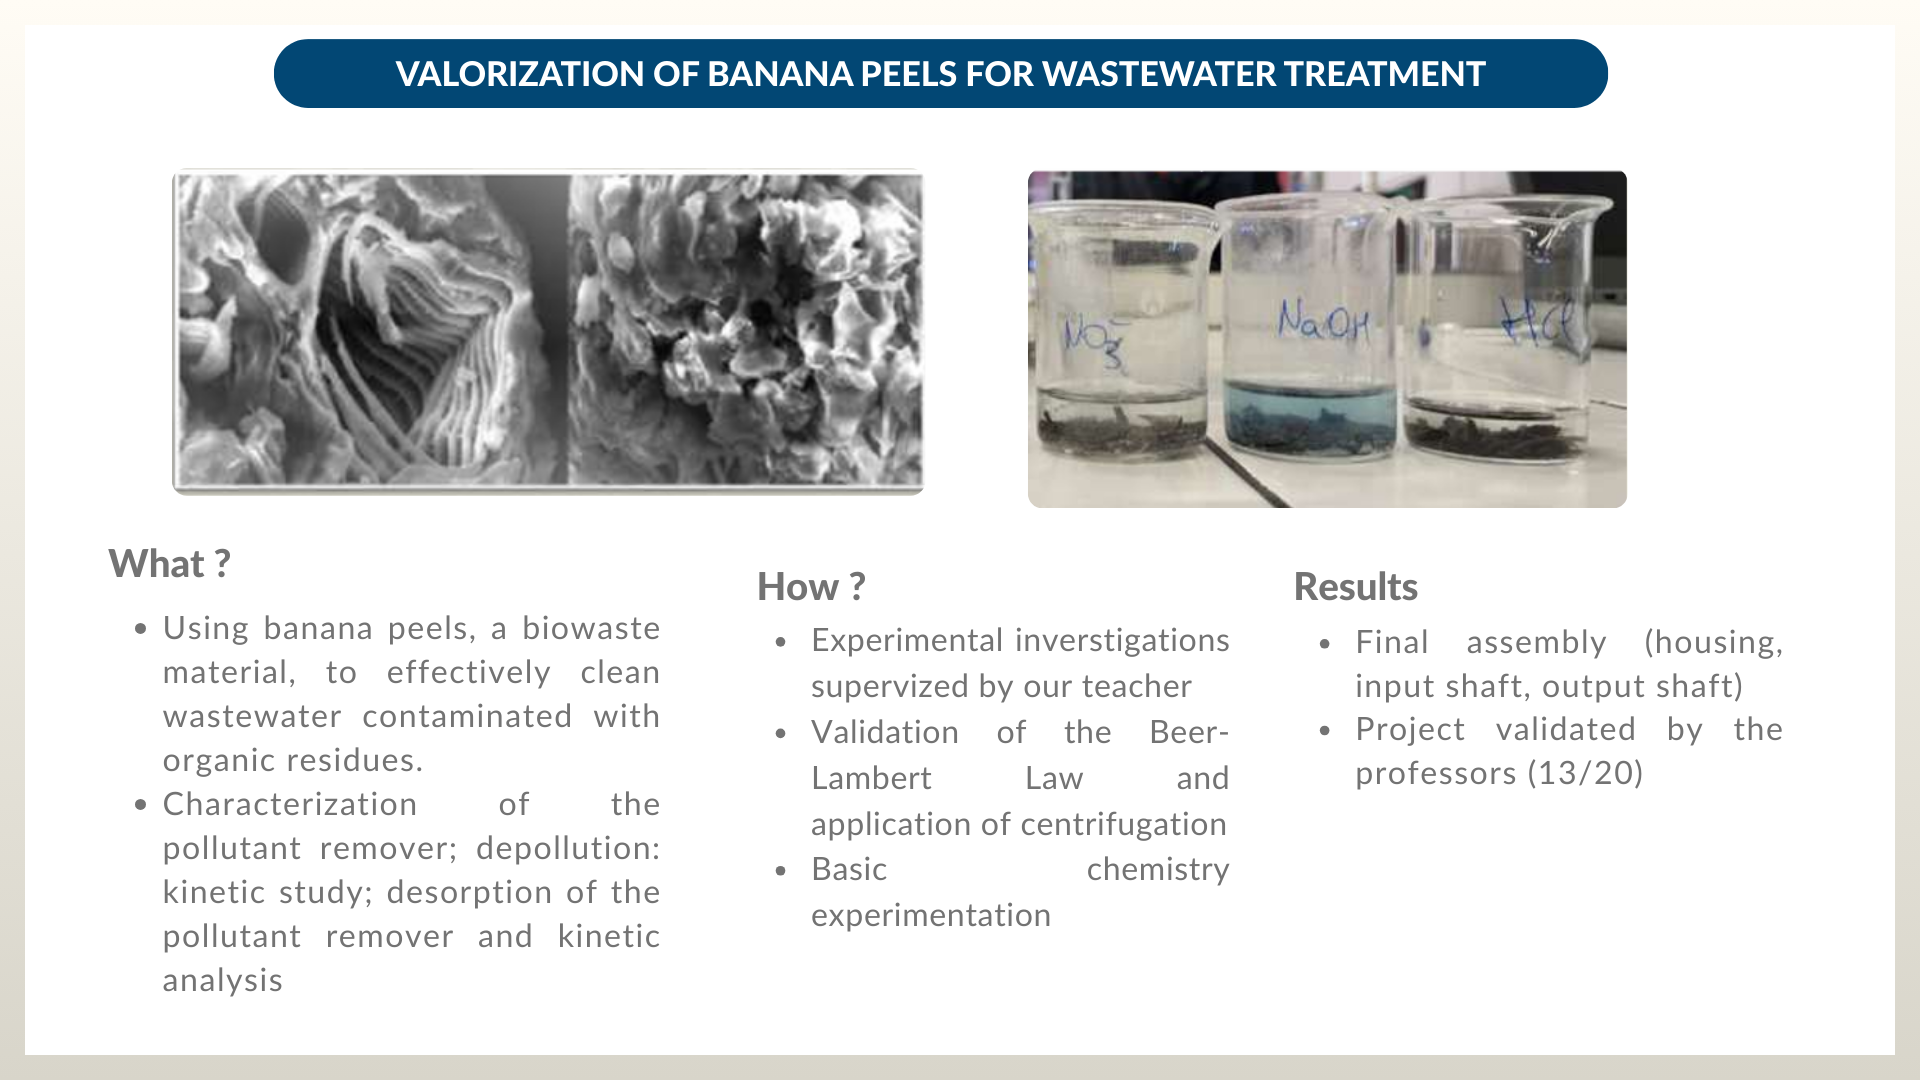 VALORIZATION OF BANANA PEELS FOR WASTEWATER TREATMENT
NO3-
NaOH
HCl
What ?
• Using banana peels, a biowaste
material, to effectively clean
wastewater contaminated with
organic residues.
• Characterization of the
pollutant remover; depollution:
kinetic study; desorption of the
pollutant remover and kinetic
analysis
How ?
• Experimental inverstigations
supervized by our teacher
• Validation of the Beer-
Lambert Law and
application of centrifugation
• Basic chemistry
experimentation
Results
• Final assembly (housing,
input shaft, output shaft)
• Project validated by the
professors (13/20)